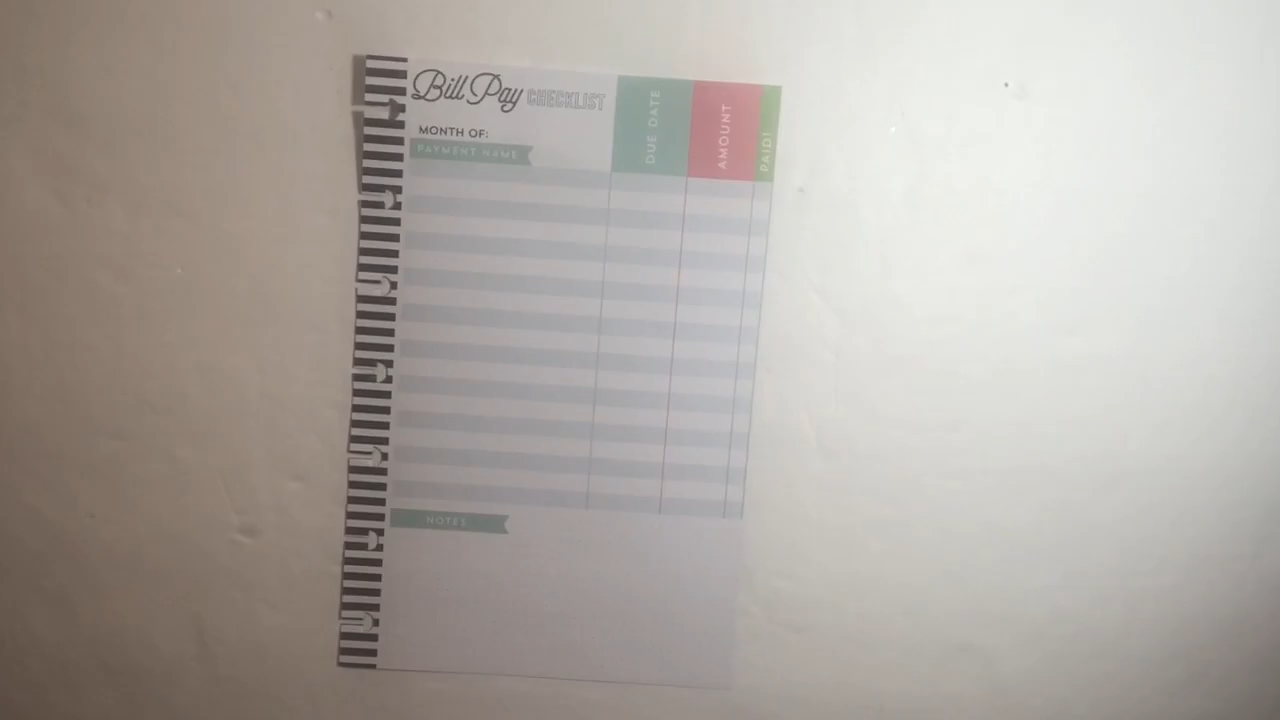 Bill Pay CHECKLIST
MONTH OF:
PAYMENT NAME
DUE DATE
AMOUNT
PAID!
NOTES